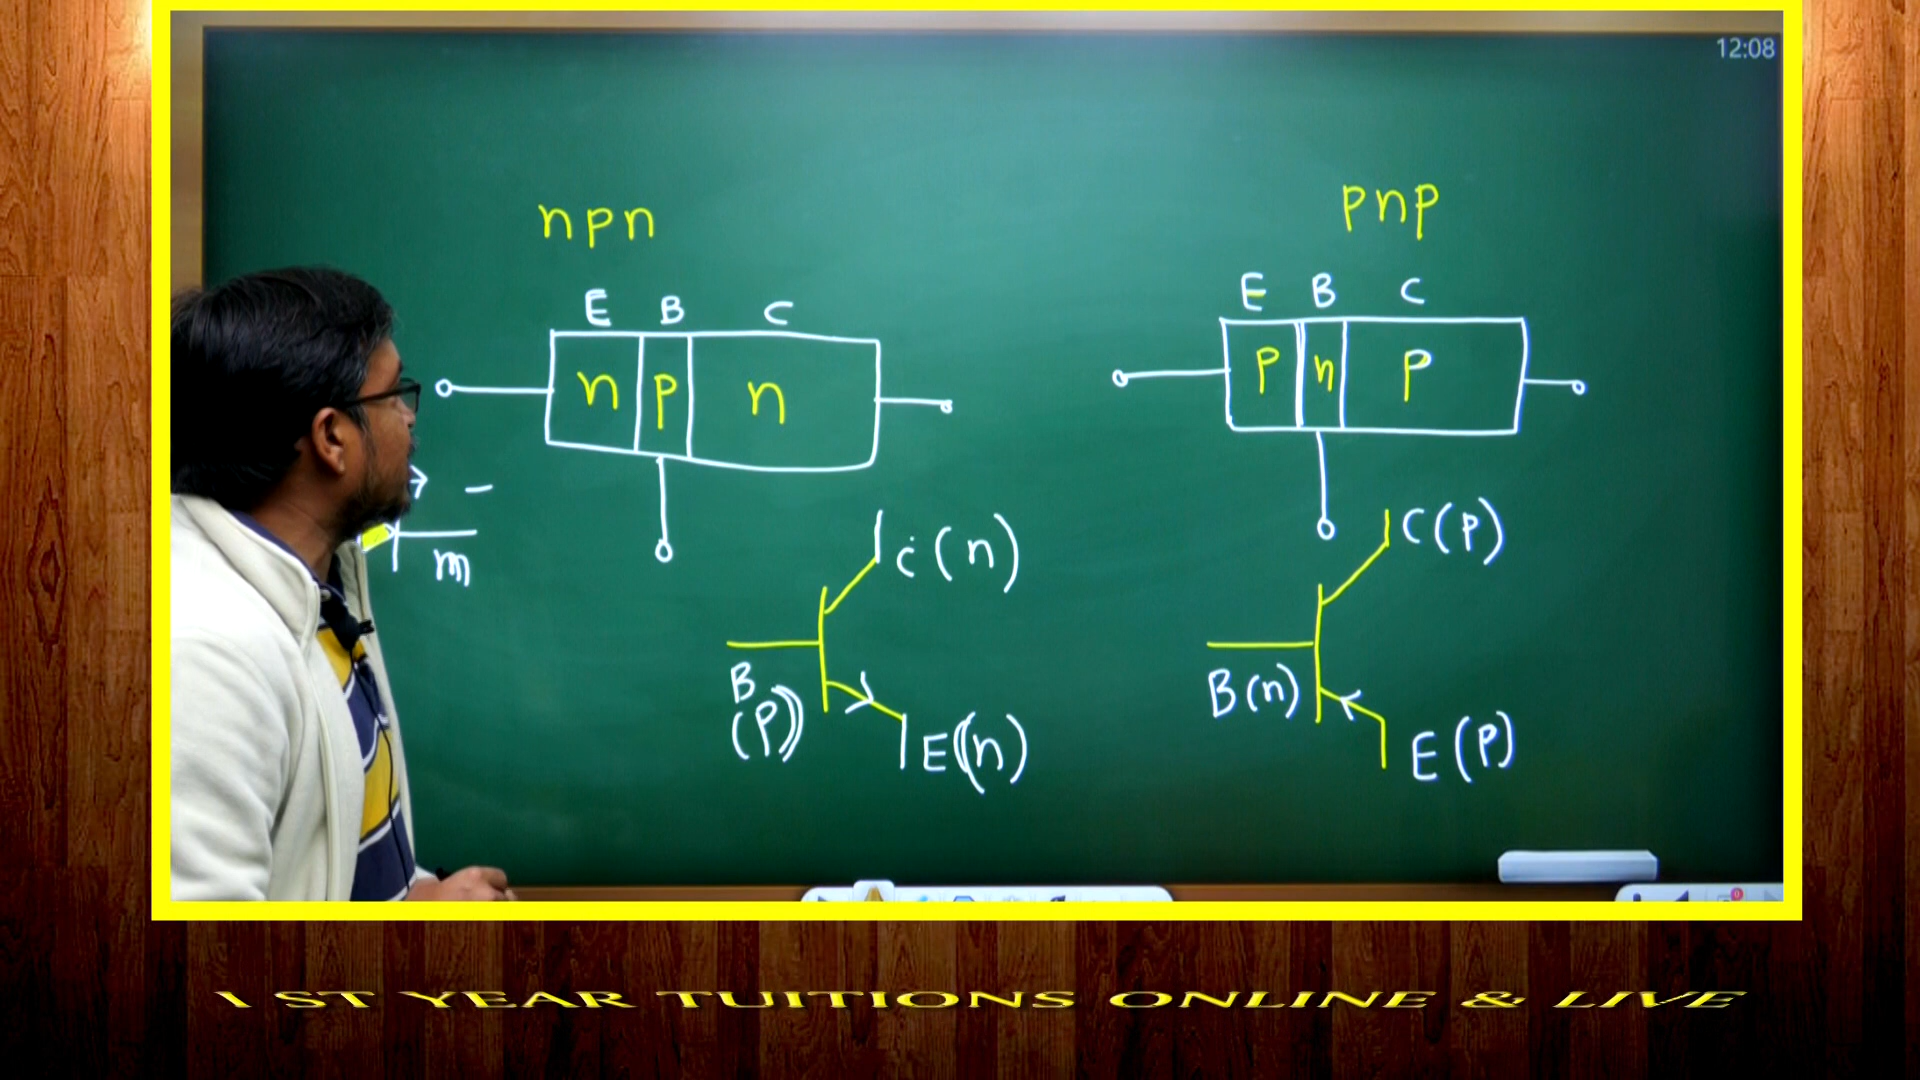 12:08
npn
pnp
E B C
n p n
E B C
p n p
m
C (n)
B
(P)
E (n)
C (P)
B (n)
E (P)
1 ST YEAR TUITIONS ONLINE & LIVE